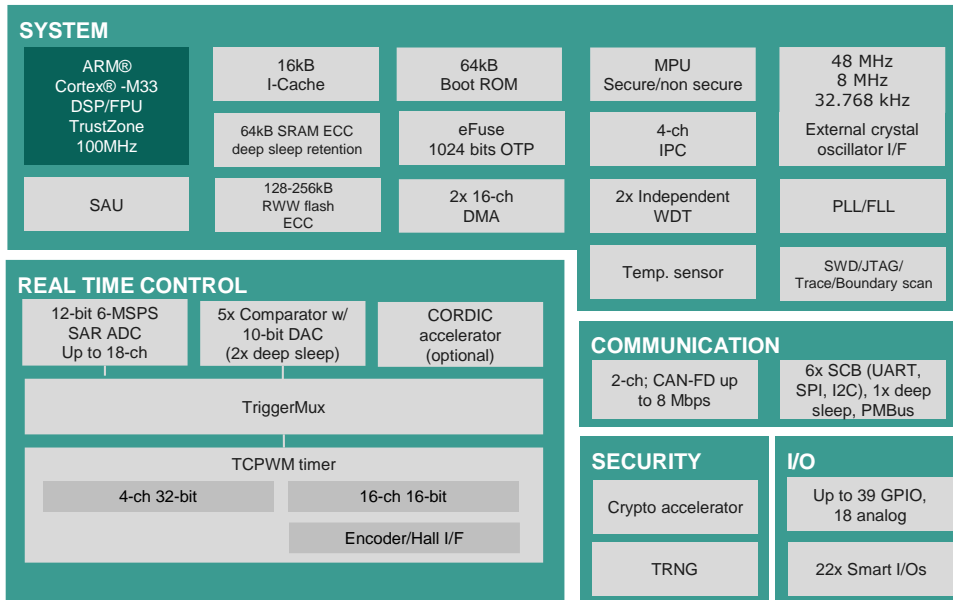 SYSTEM
ARM®
Cortex® -M33
DSP/FPU
TrustZone
100MHz
16kB
I-Cache
64kB
Boot ROM
MPU
Secure/non secure
48 MHz
8 MHz
32.768 kHz
External crystal
oscillator I/F
64kB SRAM ECC
deep sleep retention
eFuse
1024 bits OTP
4-ch
IPC
SAU
128-256kB
RWW flash
ECC
2x 16-ch
DMA
2x Independent
WDT
PLL/FLL
Temp. sensor
SWD/JTAG/
Trace/Boundary scan
REAL TIME CONTROL
12-bit 6-MSPS
SAR ADC
Up to 18-ch
5x Comparator w/
10-bit DAC
(2x deep sleep)
CORDIC
accelerator
(optional)
TriggerMux
TCPWM timer
4-ch 32-bit
16-ch 16-bit
Encoder/Hall I/F
COMMUNICATION
2-ch; CAN-FD up
to 8 Mbps
6x SCB (UART,
SPI, I2C), 1x deep
sleep, PMBus
SECURITY
Crypto accelerator
TRNG
I/O
Up to 39 GPIO,
18 analog
22x Smart I/Os